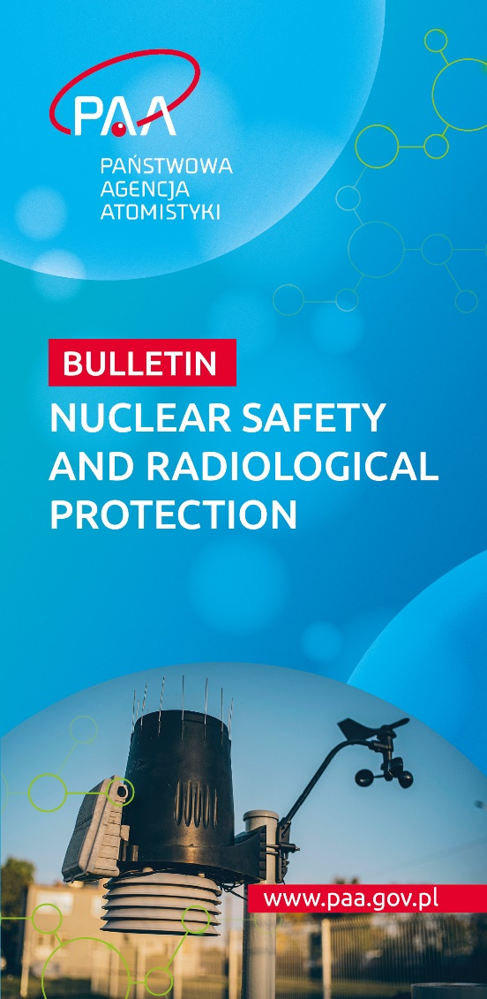 PAA
PAŃSTWOWA
AGENCJA
ATOMISTYKI
BULLETIN
NUCLEAR SAFETY
AND RADIOLOGICAL
PROTECTION
www.paa.gov.pl